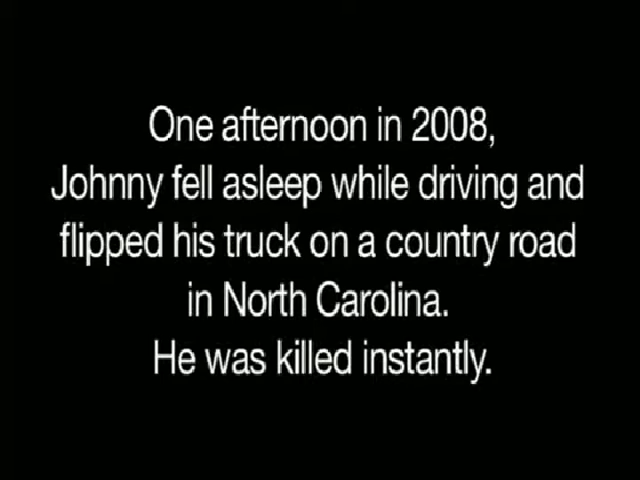 One afternoon in 2008,
Johnny fell asleep while driving and
flipped his truck on a country road
in North Carolina.
He was killed instantly.